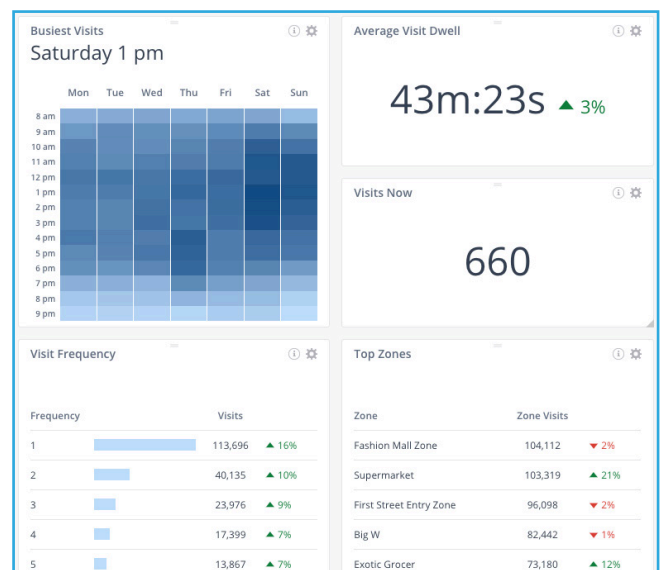 Busiest Visits
Saturday 1 pm
Mon Tue Wed Thu Fri Sat Sun
8 am
9 am
10 am
11 am
12 pm
1 pm
2 pm
3 pm
4 pm
5 pm
6 pm
7 pm
8 pm
9 pm
Average Visit Dwell
43m:23s ▲ 3%
Visits Now
660
Visit Frequency
Frequency Visits
1 113,696 ▲ 16%
2 40,135 ▲ 10%
3 23,976 ▲ 9%
4 17,399 ▲ 7%
5 13,867 ▲ 7%
Top Zones
Zone Zone Visits
Fashion Mall Zone 104,112 ▼ 2%
Supermarket 103,319 ▲ 21%
First Street Entry Zone 96,098 ▼ 2%
Big W 82,442 ▼ 1%
Exotic Grocer 73,180 ▲ 12%